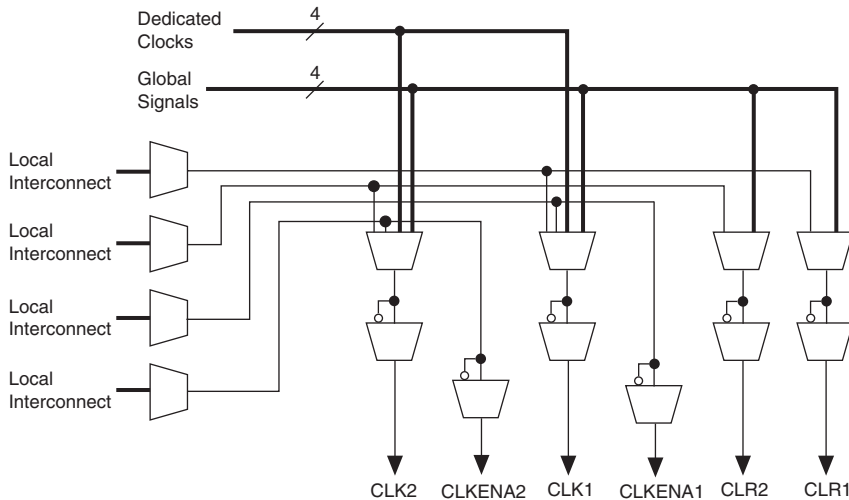 Dedicated
Clocks
4
Global
Signals
4
Local
Interconnect
Local
Interconnect
Local
Interconnect
Local
Interconnect
CLK2
CLKENA2
CLK1
CLKENA1
CLR2
CLR1